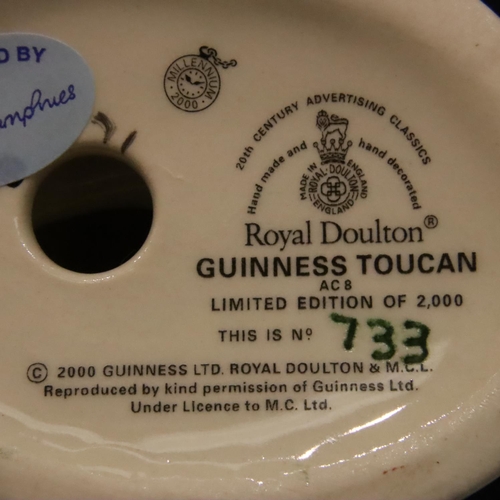 D BY
mphries
MILLENNIUM
2000
20th CENTURY ADVERTISING CLASSICS
Hand made and hand decorated
MADE IN ENGLAND
ROYAL-DOULTON
ENGLAND
Royal Doulton®
GUINNESS TOUCAN
AC8
LIMITED EDITION OF 2,000
THIS IS Nº 733
© 2000 GUINNESS LTD. ROYAL DOULTON & M.C.L.
Reproduced by kind permission of Guinness Ltd.
Under Licence to M.C. Ltd.